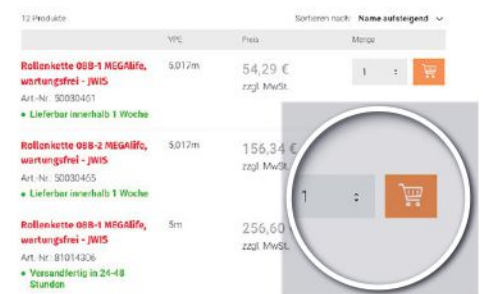 12 Produkte
Sortieren nach: Name aufsteigend
VPE Preis Menge
Rollenkette 08B-1 MEGAlife,
wartungsfrei - JWIS
5,017m
54,29 €
zzgl. MwSt.
1
Art.-Nr.: 50030461
• Lieferbar innerhalb 1 Woche
Rollenkette 08B-2 MEGAlife,
wartungsfrei - JWIS
5,017m
156,34 €
zzgl. MwSt.
1
Art.-Nr.: 50030465
• Lieferbar innerhalb 1 Woche
Rollenkette 08B-1 MEGAlife,
wartungsfrei - JWIS
5m
256,60
zzgl. MwSt.
Art.-Nr.: 81014306
• Versandfertig in 24-48
Stunden